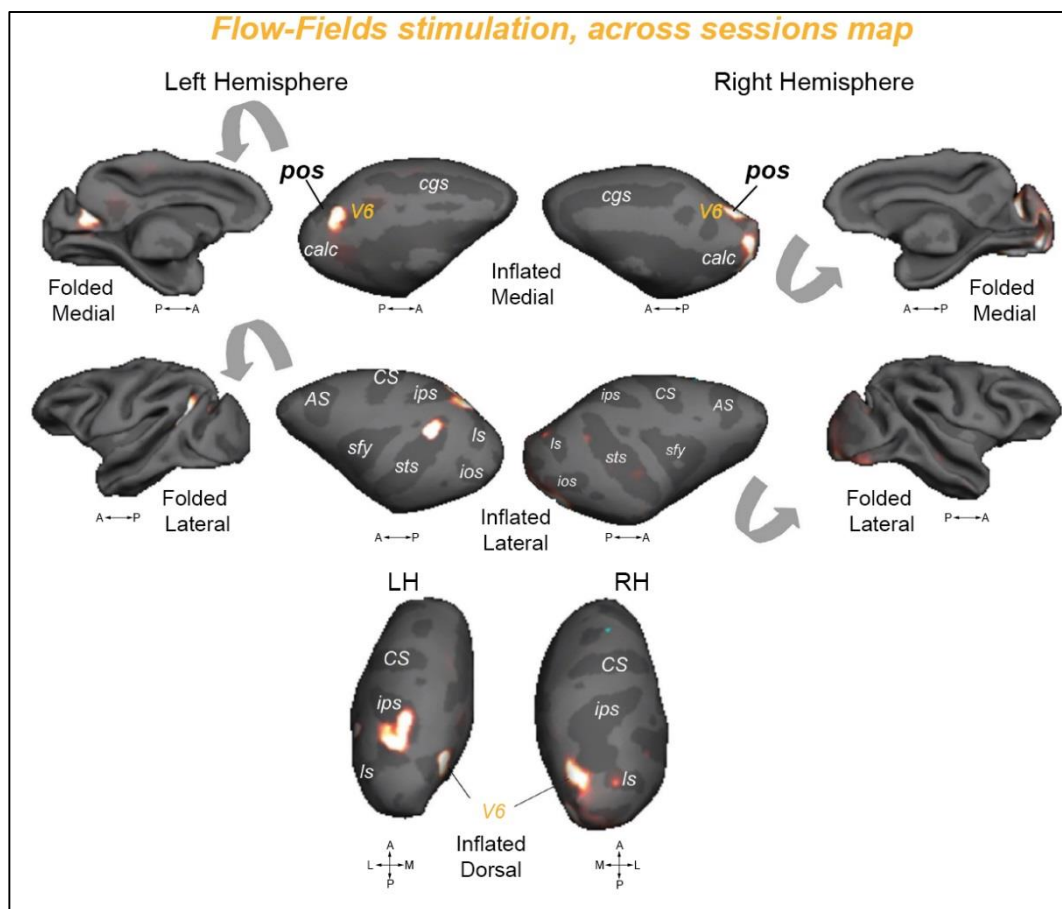 Flow-Fields stimulation, across sessions map
Left Hemisphere
Right Hemisphere
pos
cgs
V6
calc
cgs
pos
V6
calc
Folded
Medial
P A
P A
Inflated
Medial
A P
A P
Folded
Medial
CS
AS
ips
ls
sfy
sts
ios
ips
CS
AS
ls
sts
sfy
ios
Folded
Lateral
A P
A P
Inflated
Lateral
P A
Folded
Lateral
P A
LH
RH
CS
ips
ls
CS
ips
ls
V6
Inflated
Dorsal
A
L M
P
A
M L
P